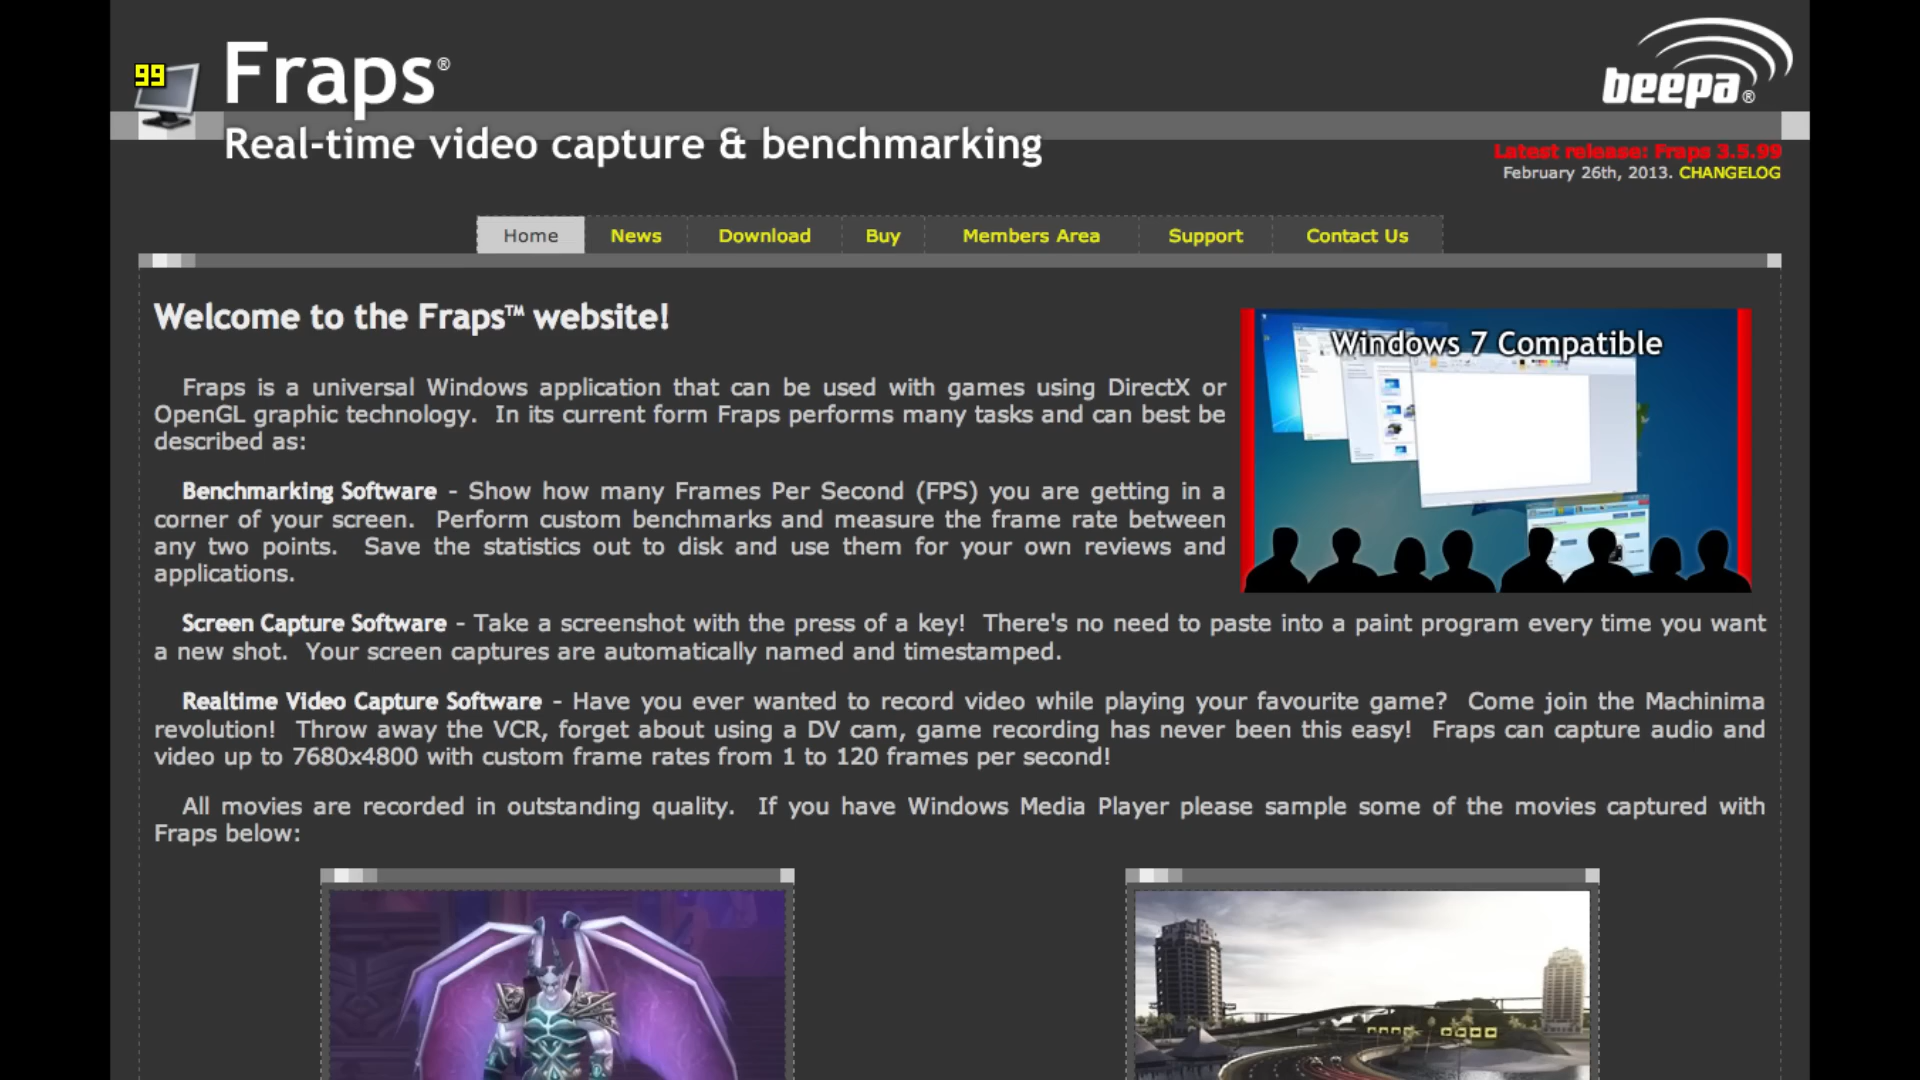 99
Fraps®
beepa®
Real-time video capture & benchmarking
Latest release: Fraps 3.5.99
February 26th, 2013. CHANGELOG
Home News Download Buy Members Area Support Contact Us
Welcome to the Fraps™ website!
Windows 7 Compatible
Fraps is a universal Windows application that can be used with games using DirectX or
OpenGL graphic technology. In its current form Fraps performs many tasks and can best be
described as:
Benchmarking Software - Show how many Frames Per Second (FPS) you are getting in a
corner of your screen. Perform custom benchmarks and measure the frame rate between
any two points. Save the statistics out to disk and use them for your own reviews and
applications.
Screen Capture Software - Take a screenshot with the press of a key! There's no need to paste into a paint program every time you want
a new shot. Your screen captures are automatically named and timestamped.
Realtime Video Capture Software - Have you ever wanted to record video while playing your favourite game? Come join the Machinima
revolution! Throw away the VCR, forget about using a DV cam, game recording has never been this easy! Fraps can capture audio and
video up to 7680x4800 with custom frame rates from 1 to 120 frames per second!
All movies are recorded in outstanding quality. If you have Windows Media Player please sample some of the movies captured with
Fraps below: